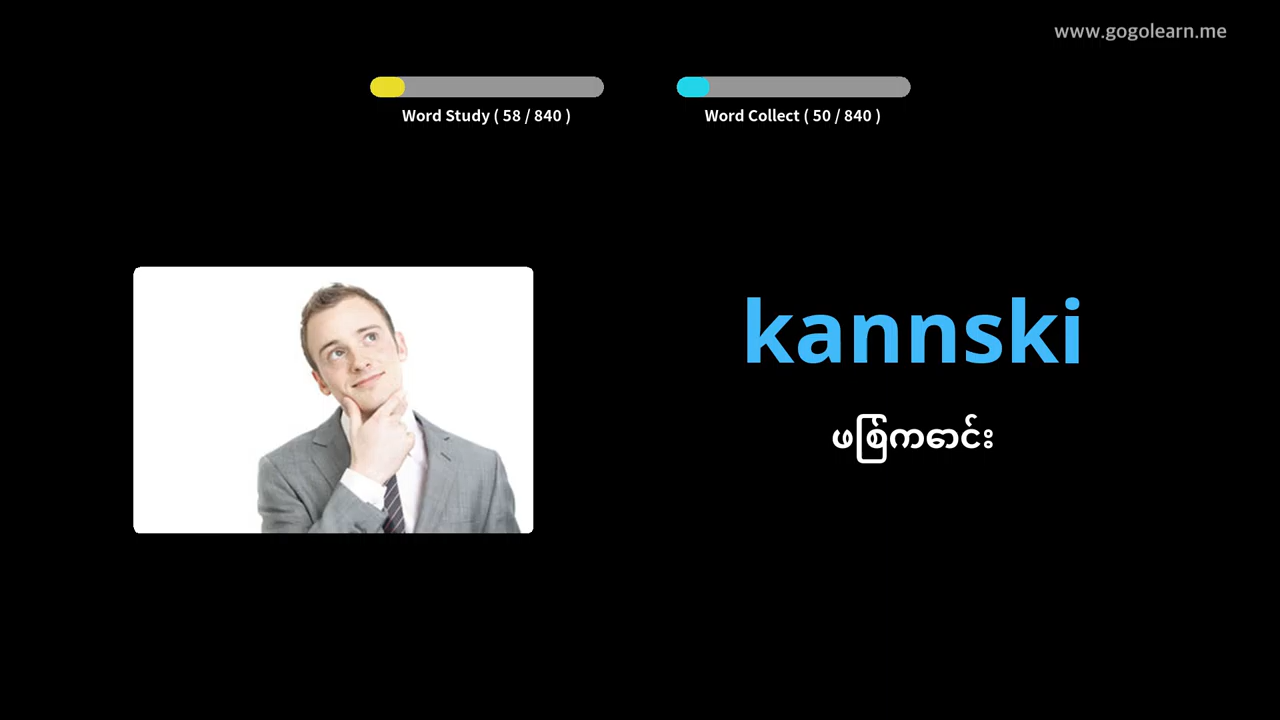 www.gogolearn.me
Word Study ( 58 / 840 )
Word Collect ( 50 / 840 )
kannski
ဖစ်ြကောင်း